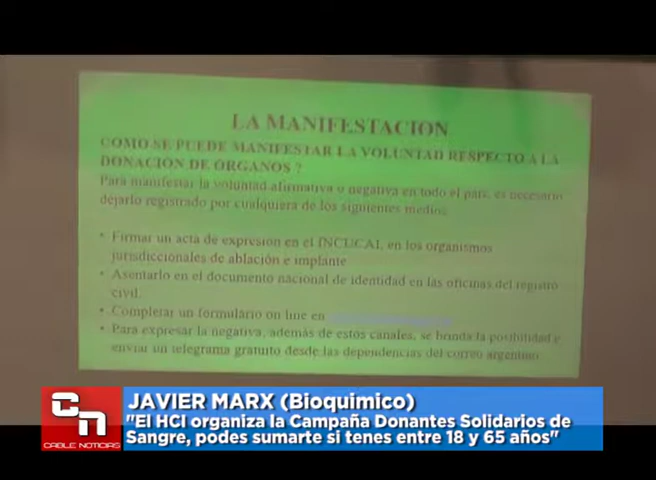 LA MANIFESTACION
COMO SE PUEDE MANIFESTAR LA VOLUNTAD RESPECTO A LA
DONACIÓN DE ÓRGANOS ?
Para manifestar la voluntad afirmativa o negativa en todo el país, es necesario
dejarlo registrado por cualquiera de los siguientes medios:
• Firmar un acta de expresión en el INCUCAI, en los organismos
jurisdiccionales de ablación e implante
• Asentarlo en el documento nacional de identidad en las oficinas del registro
civil.
• Completar un formulario on line en
• Para expresar la negativa, además de estos canales, se brinda la posibilidad e
enviar un telegrama gratuito desde las dependencias del correo argentino
CN
CABLE NOTICIAS
JAVIER MARX (Bioquimico)
"El HCI organiza la Campaña Donantes Solidarios de
Sangre, podes sumarte si tenes entre 18 y 65 años"